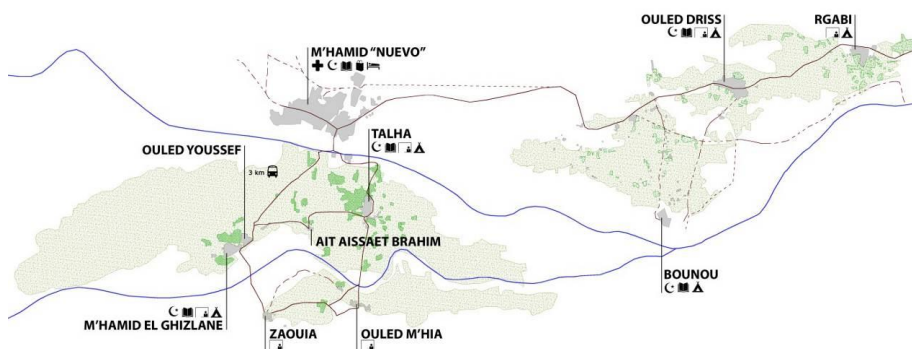 OULED DRISS
RGABI
M'HAMID "NUEVO"
TALHA
OULED YOUSSEF
3 km
AIT AISSAET BRAHIM
BOUNOU
M'HAMID EL GHIZLANE
ZAOUIA
OULED M'HIA